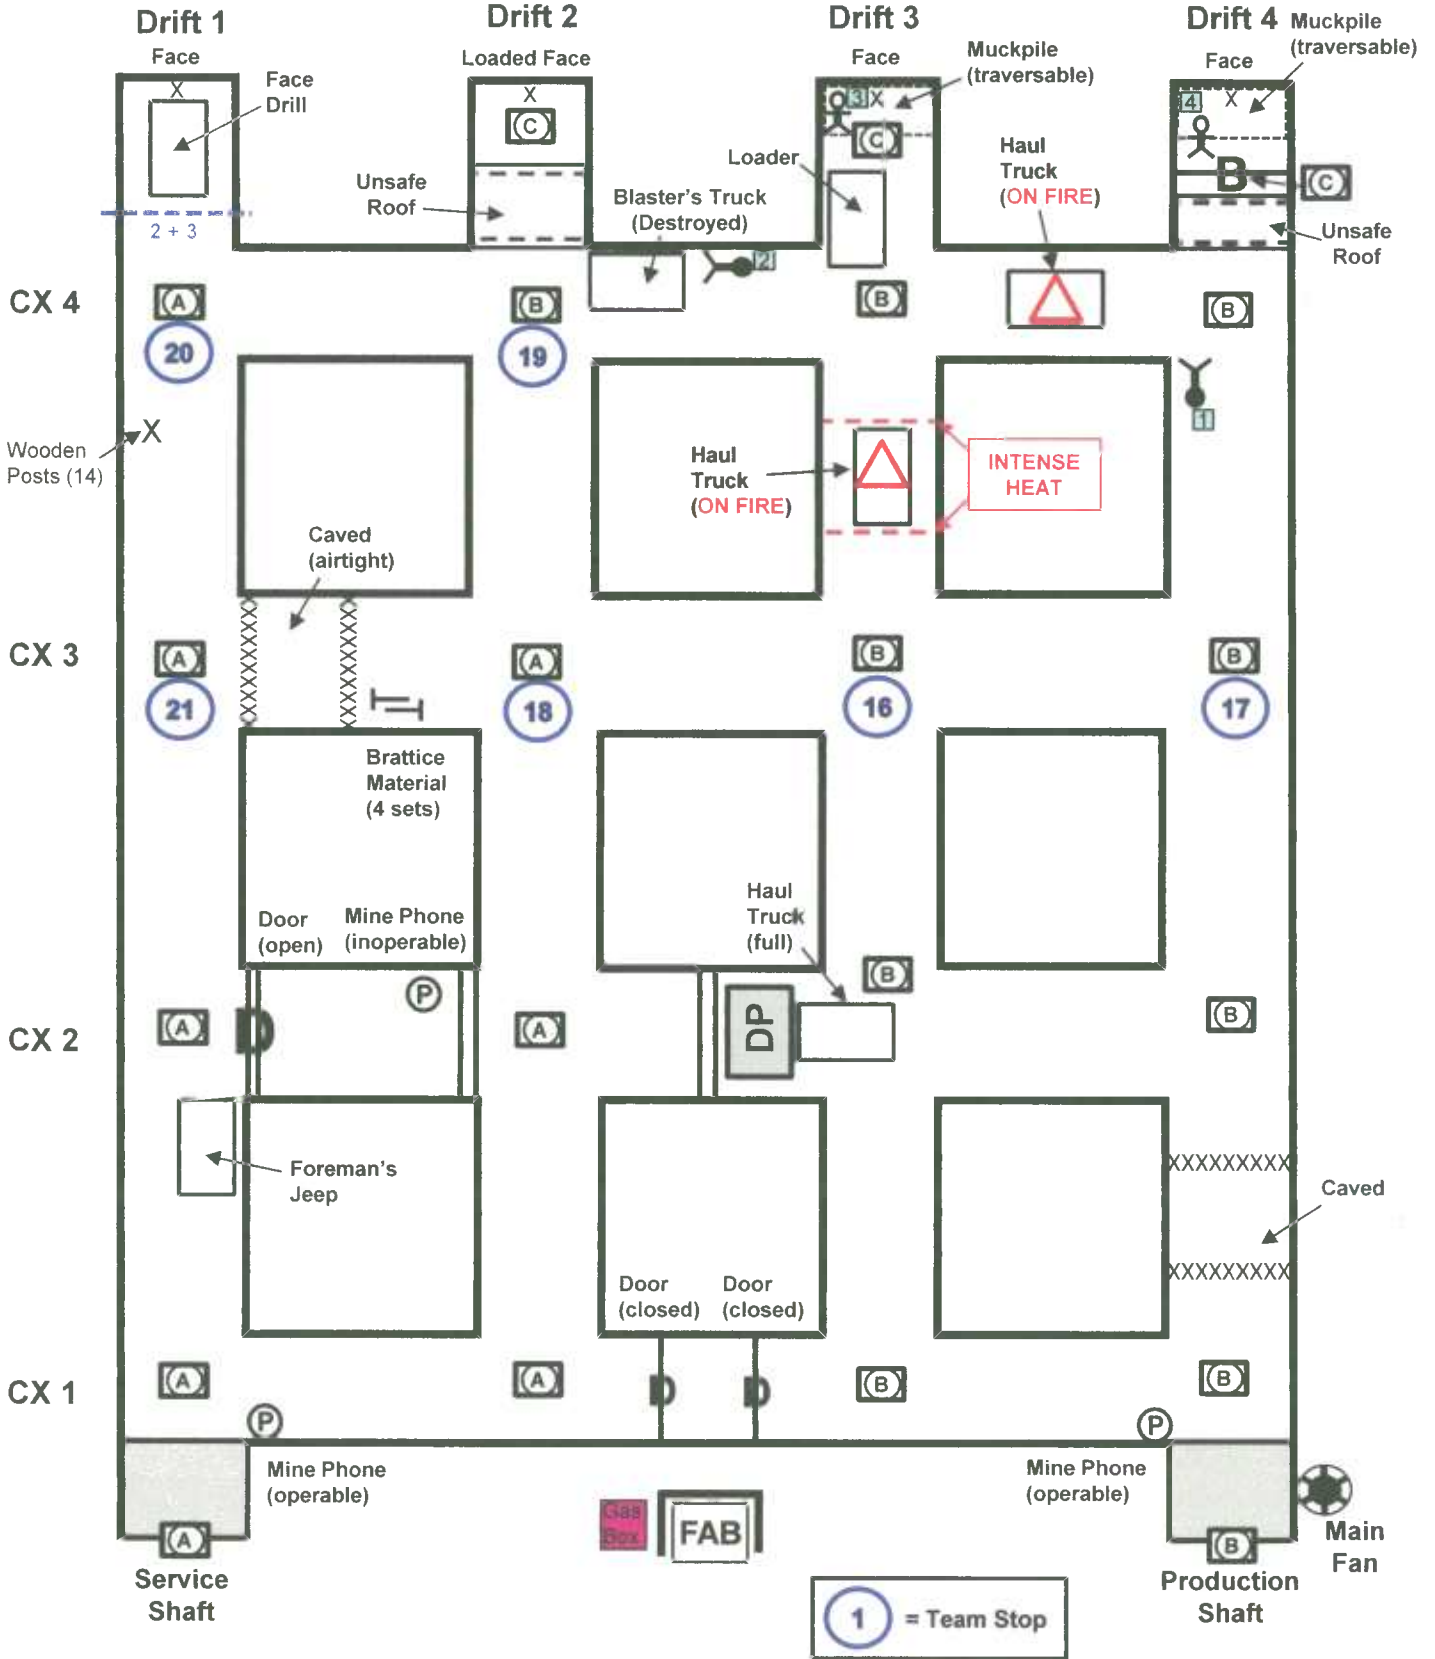 Drift 1
Drift 2
Drift 3
Drift 4
Face
Loaded Face
Face
Face
Muckpile
(traversable)
Muckpile
(traversable)
X
Face
Drill
X
C
3
X
C
4
X
B
C
Loader
Haul
Truck
(ON FIRE)
Unsafe
Roof
Blaster's Truck
(Destroyed)
2
Unsafe
Roof
2 + 3
CX 4
A
B
B
B
20
19
1
X
Wooden
Posts (14)
Haul
Truck
(ON FIRE)
INTENSE
HEAT
Caved
(airtight)
XXXXXXXXXX
XXXXXXXXXX
CX 3
A
A
B
B
21
18
16
17
Brattice
Material
(4 sets)
Door
(open)
Mine Phone
(inoperable)
Haul
Truck
(full)
P
B
CX 2
A
D
A
DP
B
Foreman's
Jeep
XXXXXXXXXX
Caved
XXXXXXXXXX
Door
(closed)
Door
(closed)
CX 1
A
A
D
D
B
B
P
P
Mine Phone
(operable)
Mine Phone
(operable)
Gas
Box
FAB
A
B
Service
Shaft
Production
Shaft
Main
Fan
1
= Team Stop